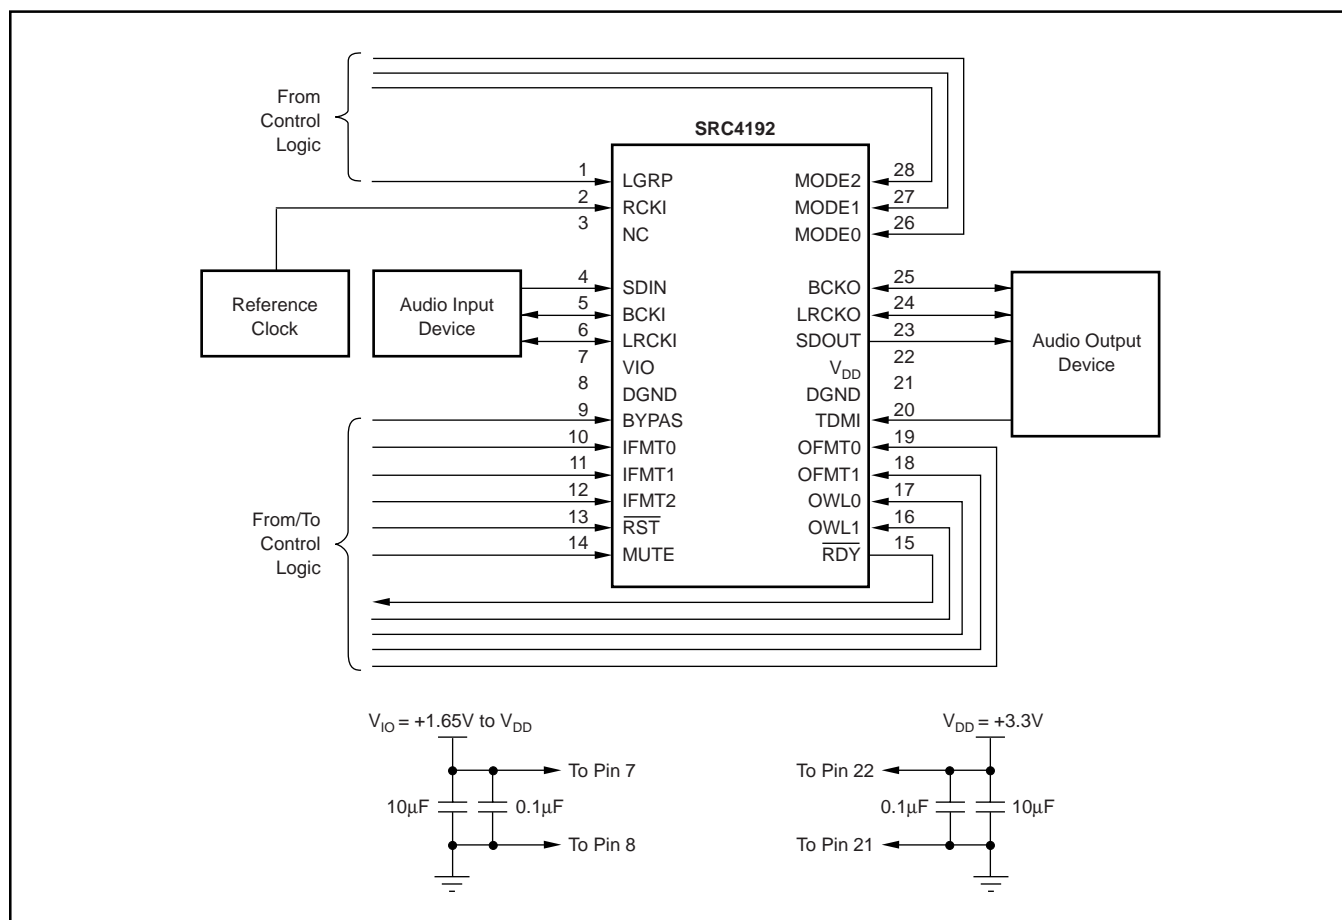 From
Control
Logic
SRC4192
1
LGRP
MODE2
28
2
RCKI
MODE1
27
3
NC
MODE0
26
Reference
Clock
Audio Input
Device
4
SDIN
BCKO
25
5
BCKI
LRCKO
24
6
LRCKI
SDOUT
23
7
VIO
VDD
22
8
DGND
DGND
21
9
BYPAS
TDMI
20
10
IFMT0
OFMT0
19
11
IFMT1
OFMT1
18
12
IFMT2
OWL0
17
13
RST
OWL1
16
14
MUTE
RDY
15
Audio Output
Device
From/To
Control
Logic
VIO = +1.65V to VDD
To Pin 7
10μF
0.1μF
To Pin 8
VDD = +3.3V
To Pin 22
0.1μF
10μF
To Pin 21